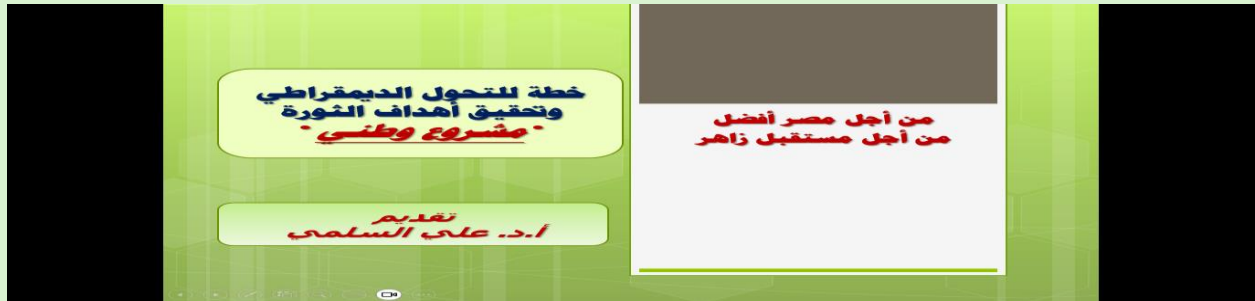 من أجل مصر أفضل
من أجل مستقبل زاهر
خطة للتحول الديمقراطي
وتحقيق أهداف الثورة
"مشروع وطني"
تقديم
أ.د. علي السلمي